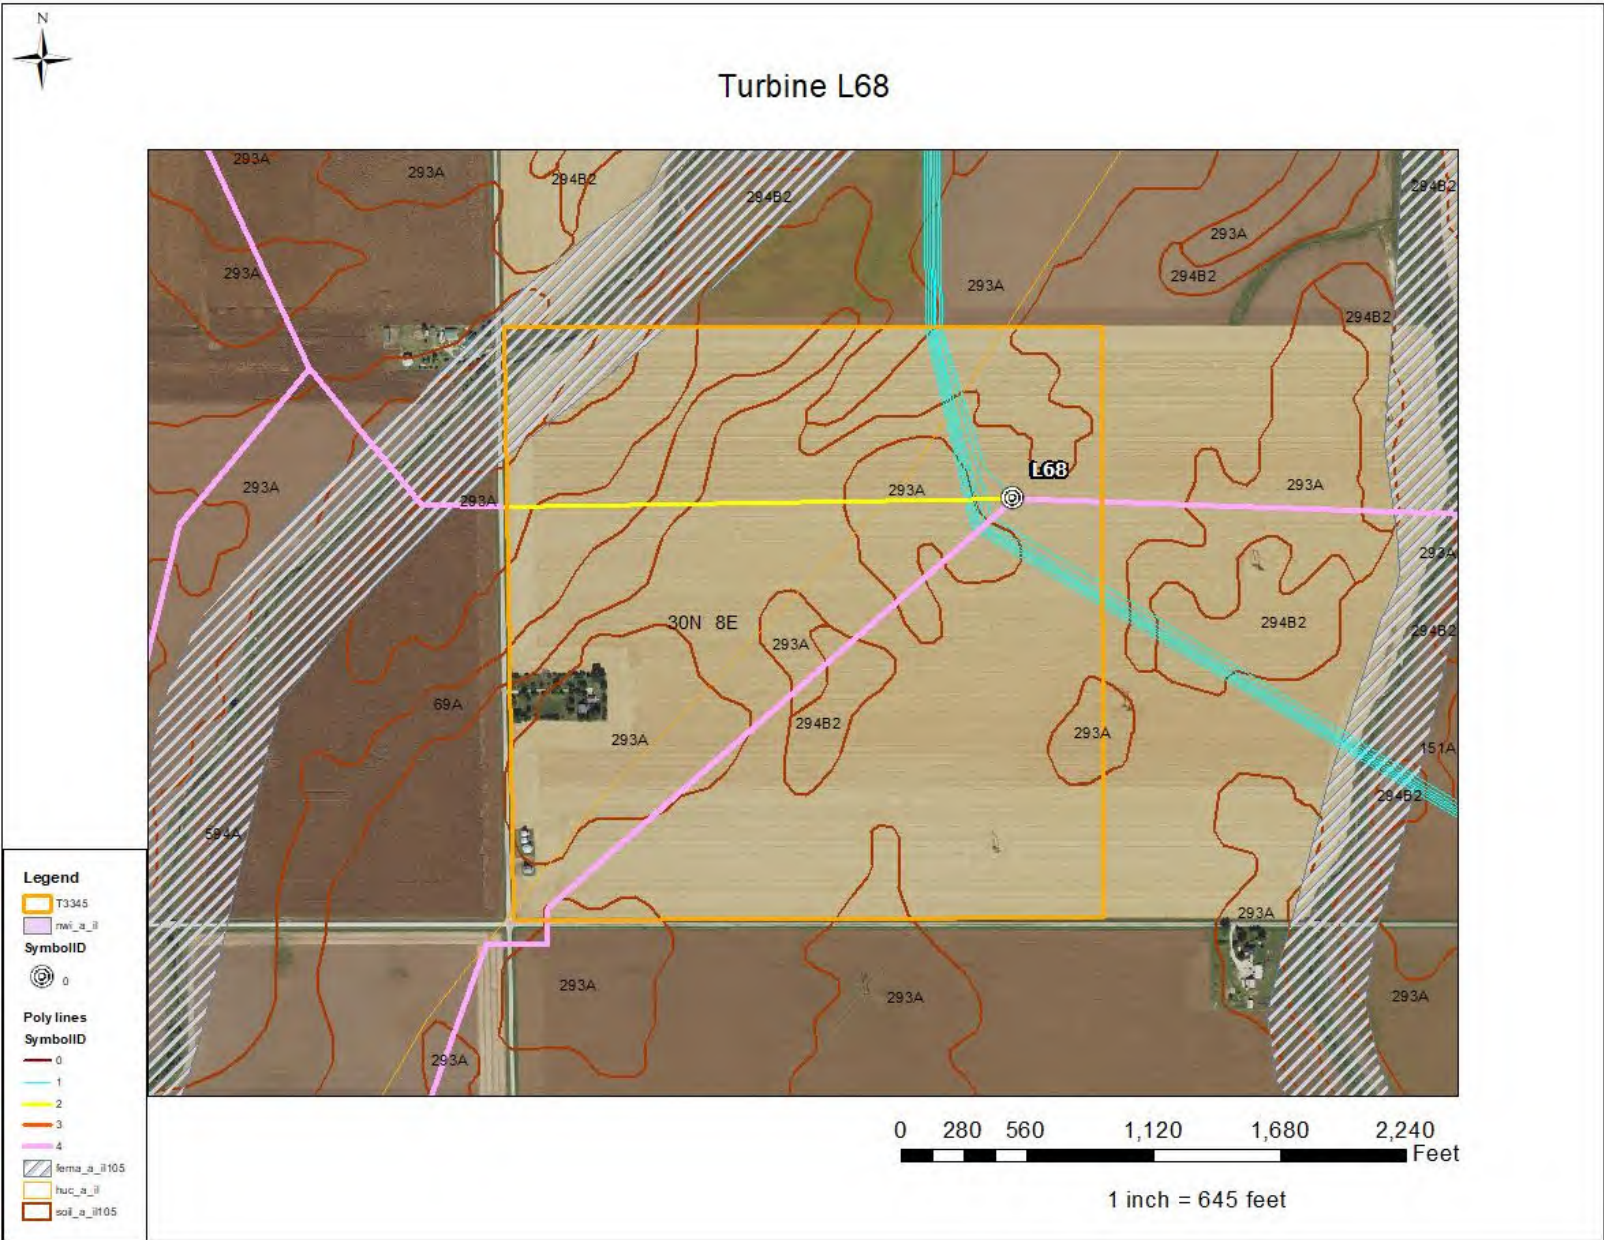 N
Turbine L68
293A
293A
294B2
294B2
294B2
293A
293A
293A
294B2
294B2
L68
293A
293A
293A
293A
293A
30N 8E
294B2
294B2
293A
69A
294B2
293A
293A
151A
294B2
594A
293A
293A
293A
293A
293A
Legend
T3345
nwi_a_il
SymbolID
0
Poly lines
SymbolID
0
1
2
3
4
fema_a_il105
huc_a_il
soil_a_il105
0 280 560 1,120 1,680 2,240
Feet
1 inch = 645 feet